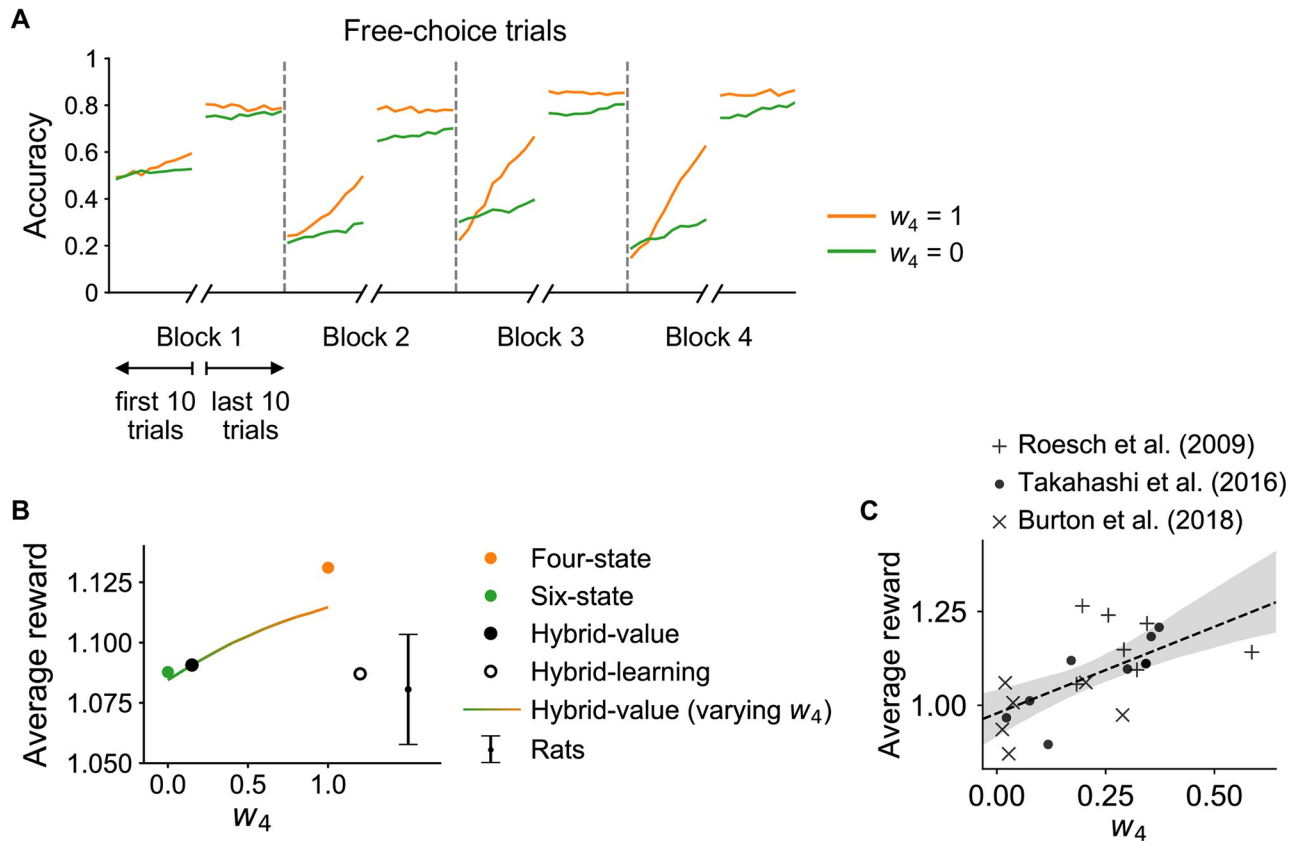 A
Free-choice trials
1
0.8
0.6
0.4
0.2
0
Accuracy
w4 = 1
w4 = 0
Block 1
Block 2
Block 3
Block 4
first 10
trials
last 10
trials
B
Average reward
1.125
1.100
1.075
1.050
0.0
0.5
1.0
w4
Four-state
Six-state
Hybrid-value
Hybrid-learning
Hybrid-value (varying w4)
Rats
Roesch et al. (2009)
Takahashi et al. (2016)
Burton et al. (2018)
C
Average reward
1.25
1.00
0.00
0.25
0.50
w4